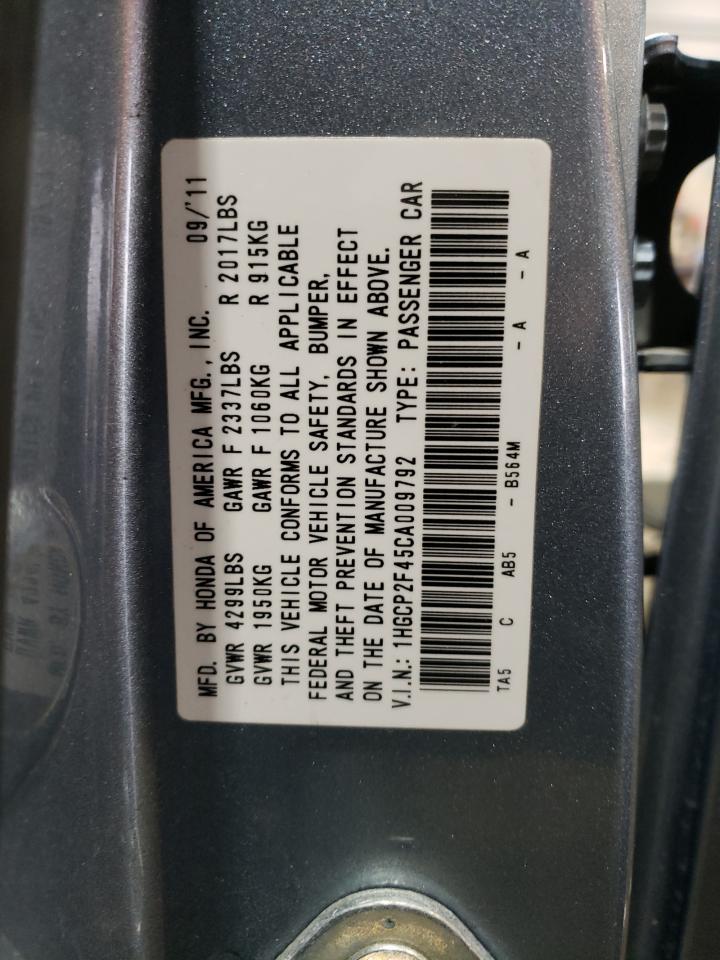 MFD. BY HONDA OF AMERICA MFG., INC. 09/'11
GVWR 4299LBS GAWR F 2337LBS R 2017LBS
GVWR 1950KG GAWR F 1060KG R 915KG
THIS VEHICLE CONFORMS TO ALL APPLICABLE
FEDERAL MOTOR VEHICLE SAFETY, BUMPER,
AND THEFT PREVENTION STANDARDS IN EFFECT
ON THE DATE OF MANUFACTURE SHOWN ABOVE.
V.I.N.: 1HGCP2F45CA009792 TYPE: PASSENGER CAR
TA5 C AB5 - B564M - A - A